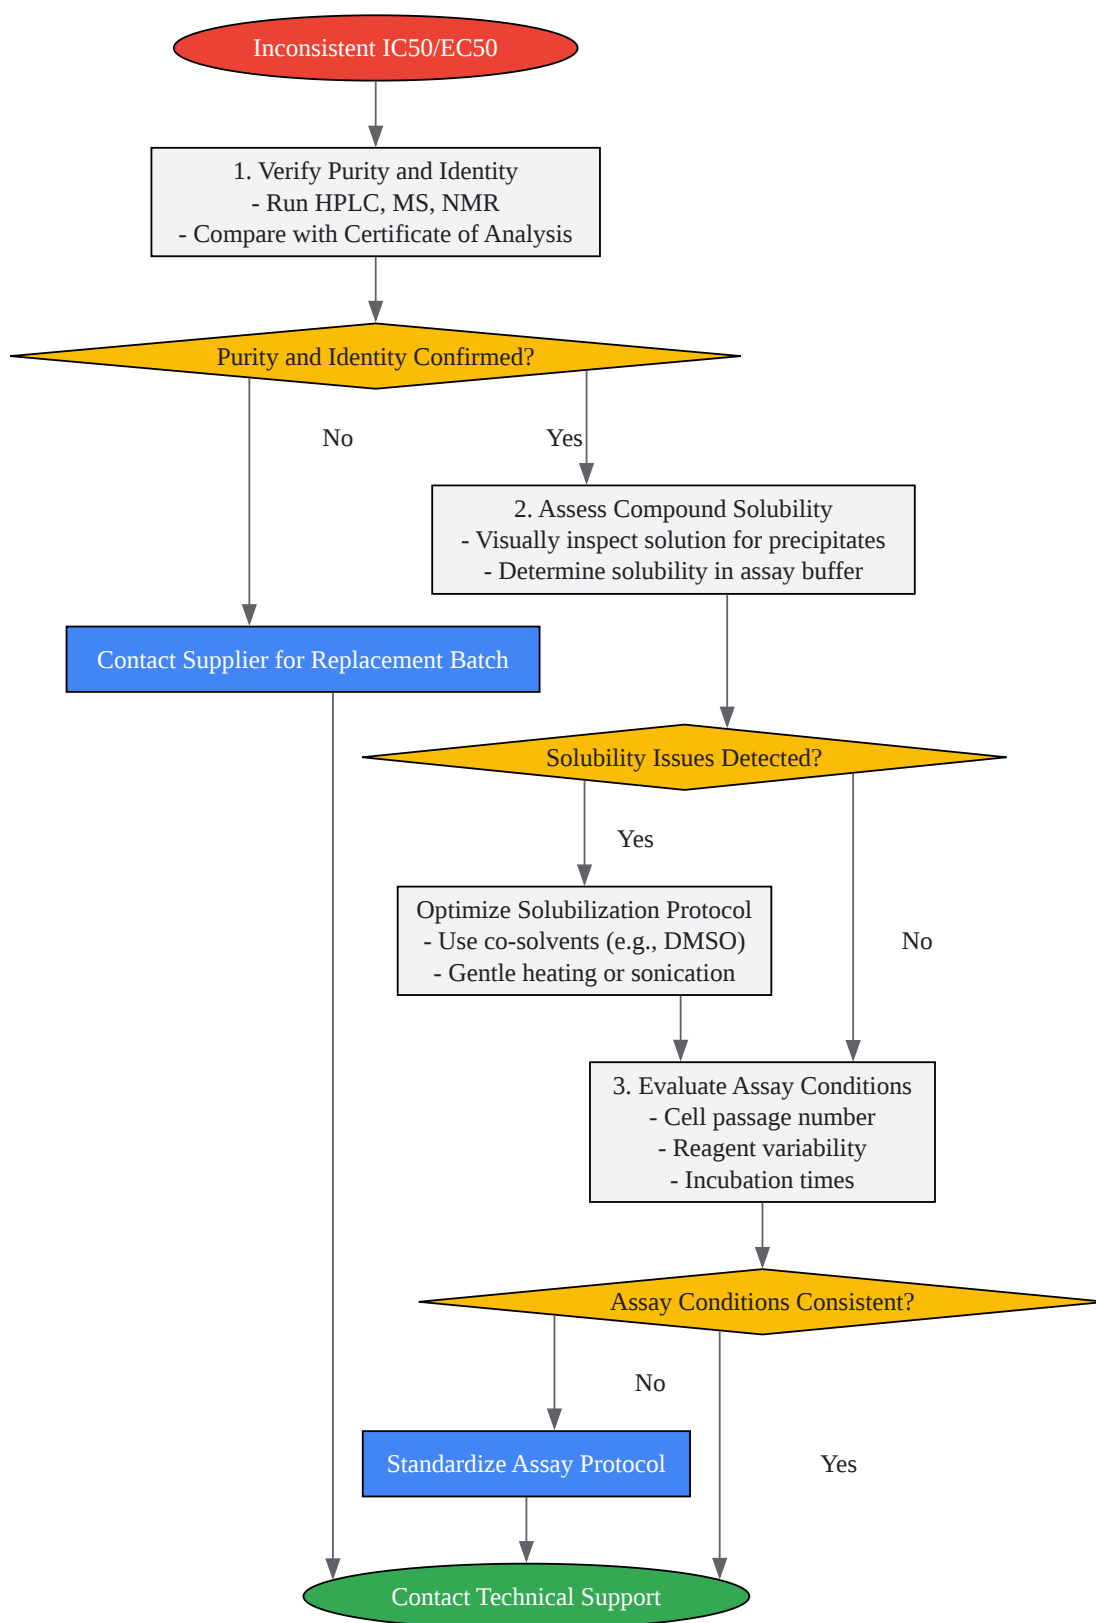 Inconsistent IC50/EC50
1. Verify Purity and Identity
- Run HPLC, MS, NMR
- Compare with Certificate of Analysis
Purity and Identity Confirmed?
No
Yes
2. Assess Compound Solubility
- Visually inspect solution for precipitates
- Determine solubility in assay buffer
Contact Supplier for Replacement Batch
Solubility Issues Detected?
Yes
Optimize Solubilization Protocol
- Use co-solvents (e.g., DMSO)
- Gentle heating or sonication
No
3. Evaluate Assay Conditions
- Cell passage number
- Reagent variability
- Incubation times
Assay Conditions Consistent?
No
Standardize Assay Protocol
Yes
Contact Technical Support